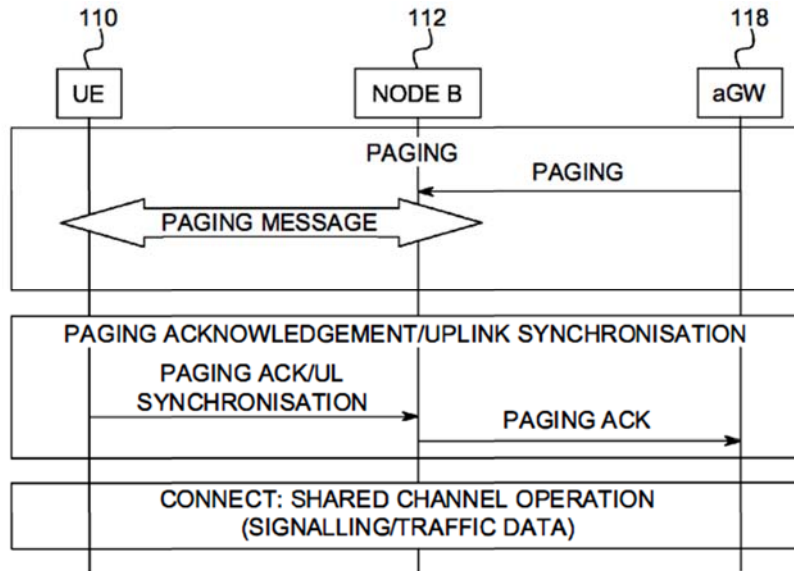 110
112
118
UE
NODE B
aGW
PAGING
PAGING
PAGING MESSAGE
PAGING ACKNOWLEDGEMENT/UPLINK SYNCHRONISATION
PAGING ACK/UL
SYNCHRONISATION
PAGING ACK
CONNECT: SHARED CHANNEL OPERATION
(SIGNALLING/TRAFFIC DATA)